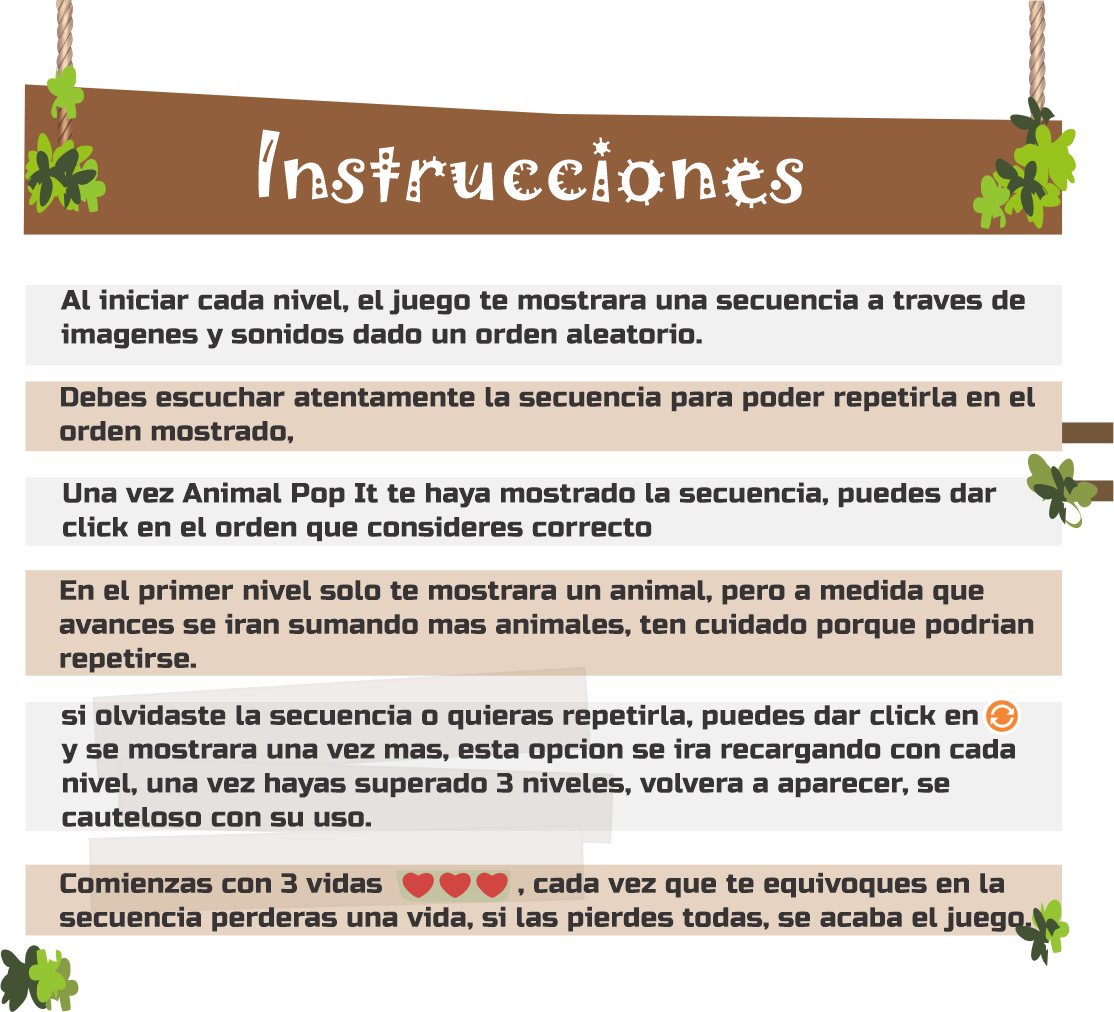 Instrucciones
Al iniciar cada nivel, el juego te mostrara una secuencia a traves de
imagenes y sonidos dado un orden aleatorio.
Debes escuchar atentamente la secuencia para poder repetirla en el
orden mostrado,
Una vez Animal Pop It te haya mostrado la secuencia, puedes dar
click en el orden que consideres correcto
En el primer nivel solo te mostrara un animal, pero a medida que
avances se iran sumando mas animales, ten cuidado porque podrian
repetirse.
si olvidaste la secuencia o quieras repetirla, puedes dar click en
y se mostrara una vez mas, esta opcion se ira recargando con cada
nivel, una vez hayas superado 3 niveles, volvera a aparecer, se
cauteloso con su uso.
Comienzas con 3 vidas , cada vez que te equivoques en la
secuencia perderas una vida, si las pierdes todas, se acaba el juego.